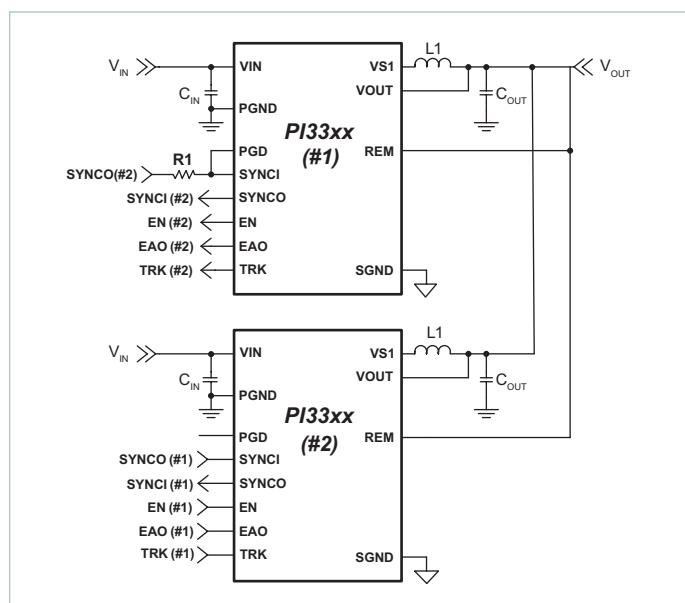 L1
V_IN
VIN
VS1
V_OUT
VOUT
C_IN
C_OUT
PGND
PI33xx
(#1)
PGD
REM
R1
SYNCO(#2)
SYNCI
SYNCI (#2)
SYNCO
EN (#2)
EN
EAO (#2)
EAO
TRK (#2)
TRK
SGND
L1
V_IN
VIN
VS1
VOUT
C_IN
C_OUT
PGND
PI33xx
(#2)
PGD
REM
SYNCO (#1)
SYNCI
SYNCI (#1)
SYNCO
EN (#1)
EN
EAO (#1)
EAO
TRK (#1)
TRK
SGND